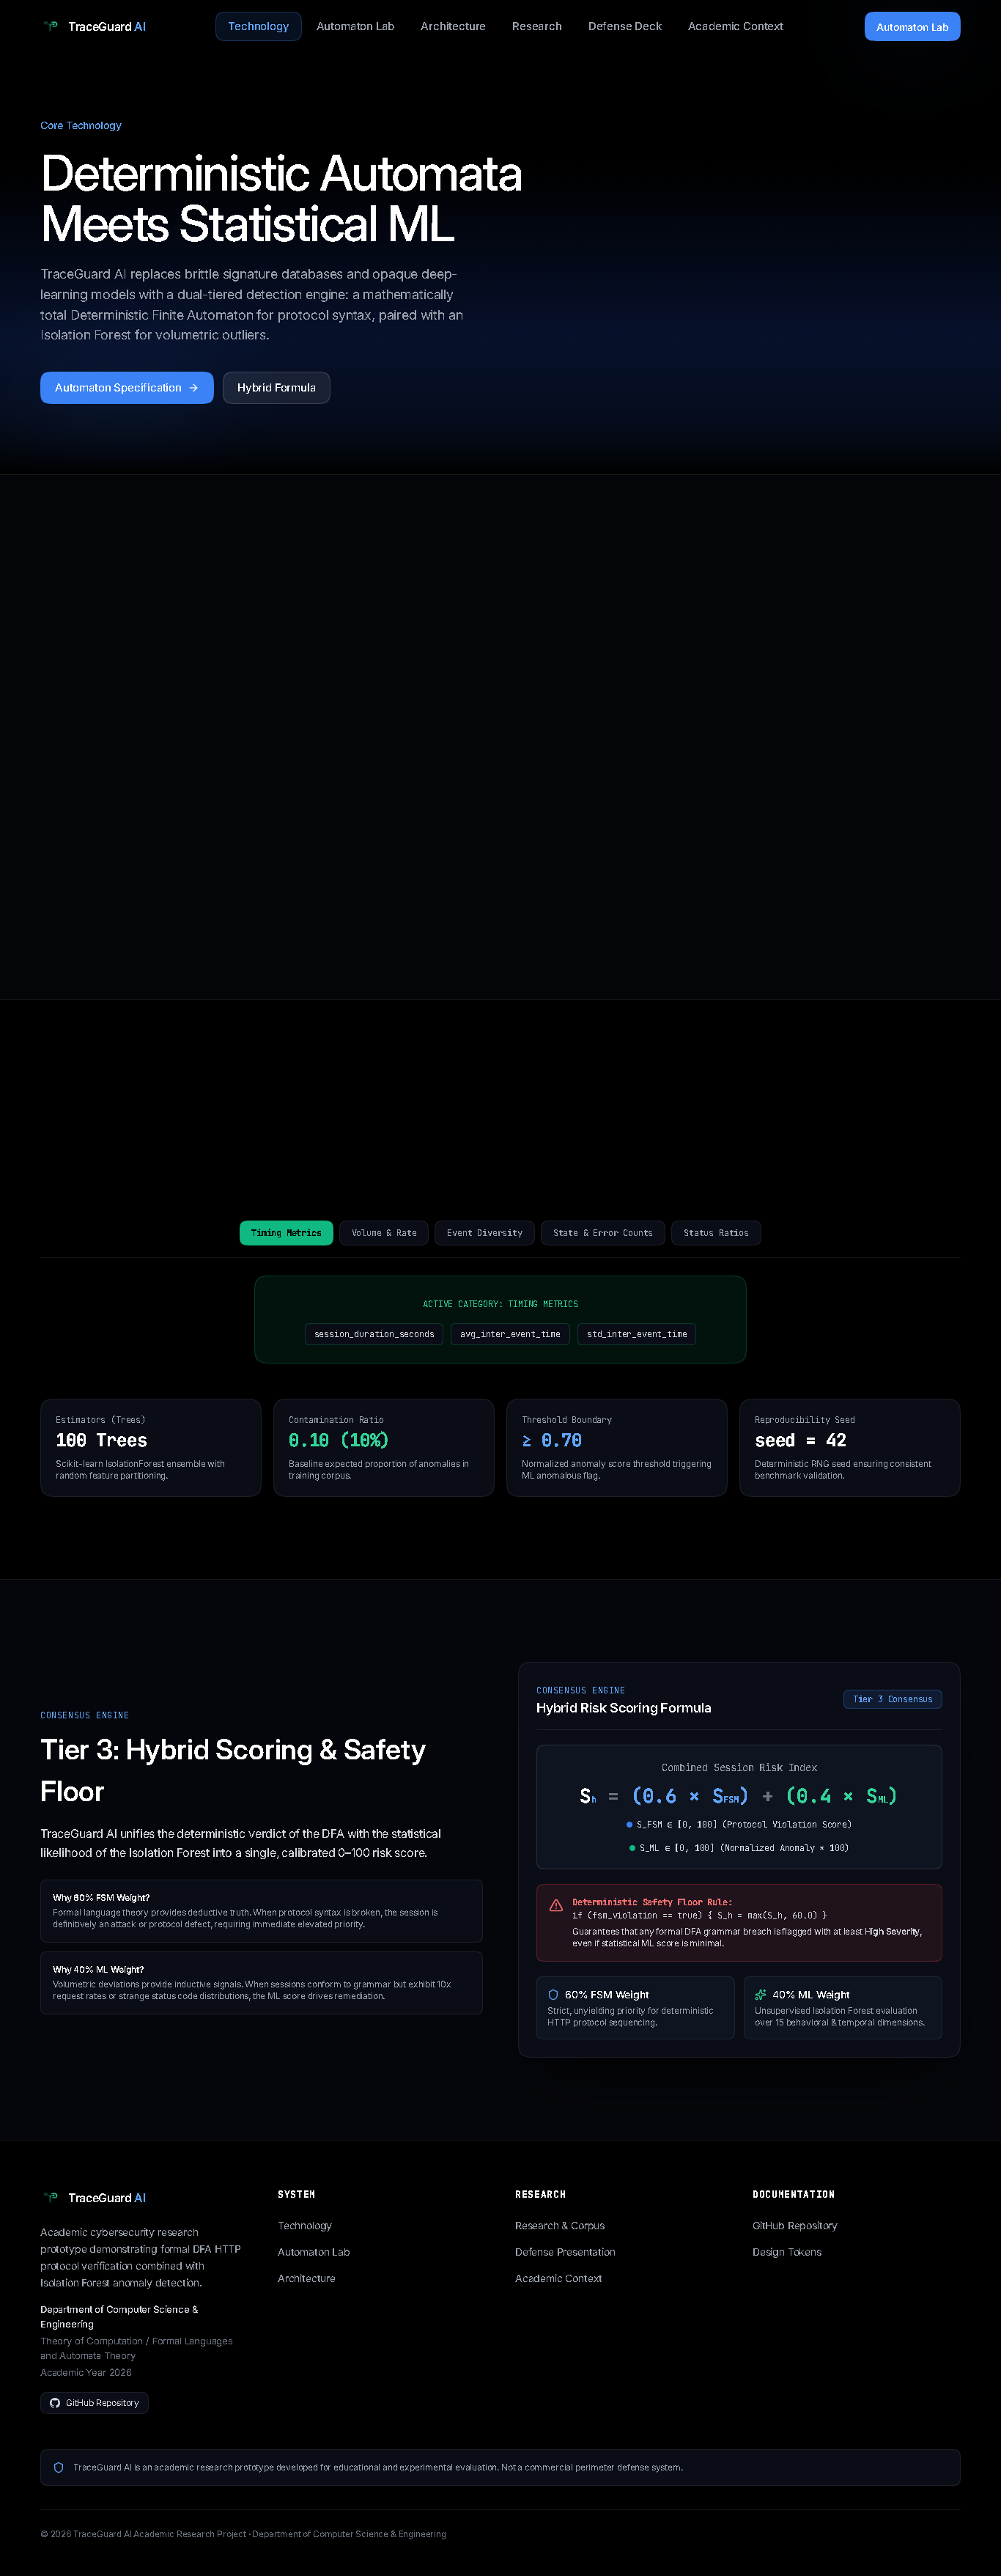 TraceGuard AI
Technology
Automaton Lab
Architecture
Research
Defense Deck
Academic Context
Automaton Lab
Core Technology
Deterministic Automata
Meets Statistical ML
TraceGuard AI replaces brittle signature databases and opaque deep-
learning models with a dual-tiered detection engine: a mathematically
total Deterministic Finite Automaton for protocol syntax, paired with an
Isolation Forest for volumetric outliers.
Automaton Specification →
Hybrid Formula
Timing Metrics
Volume & Rate
Event Diversity
State & Error Counts
Status Ratios
ACTIVE CATEGORY: TIMING METRICS
session_duration_seconds
avg_inter_event_time
std_inter_event_time
Estimators (Trees)
100 Trees
Scikit-learn IsolationForest ensemble with
random feature partitioning.
Contamination Ratio
0.10 (10%)
Baseline expected proportion of anomalies in
training corpus.
Threshold Boundary
≥ 0.70
Normalized anomaly score threshold triggering
ML anomalous flag.
Reproducibility Seed
seed = 42
Deterministic RNG seed ensuring consistent
benchmark validation.
CONSENSUS ENGINE
Tier 3: Hybrid Scoring & Safety
Floor
TraceGuard AI unifies the deterministic verdict of the DFA with the statistical
likelihood of the Isolation Forest into a single, calibrated 0–100 risk score.
Why 60% FSM Weight?
Formal language theory provides deductive truth. When protocol syntax is broken, the session is
definitively an attack or protocol defect, requiring immediate elevated priority.
Why 40% ML Weight?
Volumetric deviations provide inductive signals. When sessions conform to grammar but exhibit 10x
request rates or strange status code distributions, the ML score drives remediation.
CONSENSUS ENGINE
Hybrid Risk Scoring Formula
Tier 3 Consensus
Combined Session Risk Index
Sh = (0.6 × SFSM) + (0.4 × SML)
S_FSM ∈ [0, 100] (Protocol Violation Score)
S_ML ∈ [0, 100] (Normalized Anomaly × 100)
Deterministic Safety Floor Rule:
if (fsm_violation == true) { S_h = max(S_h, 60.0) }
Guarantees that any formal DFA grammar breach is flagged with at least High Severity,
even if statistical ML score is minimal.
60% FSM Weight
Strict, unyielding priority for deterministic
HTTP protocol sequencing.
40% ML Weight
Unsupervised Isolation Forest evaluation
over 15 behavioral & temporal dimensions.
TraceGuard AI
Academic cybersecurity research
prototype demonstrating formal DFA HTTP
protocol verification combined with
Isolation Forest anomaly detection.
Department of Computer Science &
Engineering
Theory of Computation / Formal Languages
and Automata Theory
Academic Year 2026
GitHub Repository
SYSTEM
Technology
Automaton Lab
Architecture
RESEARCH
Research & Corpus
Defense Presentation
Academic Context
DOCUMENTATION
GitHub Repository
Design Tokens
TraceGuard AI is an academic research prototype developed for educational and experimental evaluation. Not a commercial perimeter defense system.
© 2026 TraceGuard AI Academic Research Project · Department of Computer Science & Engineering